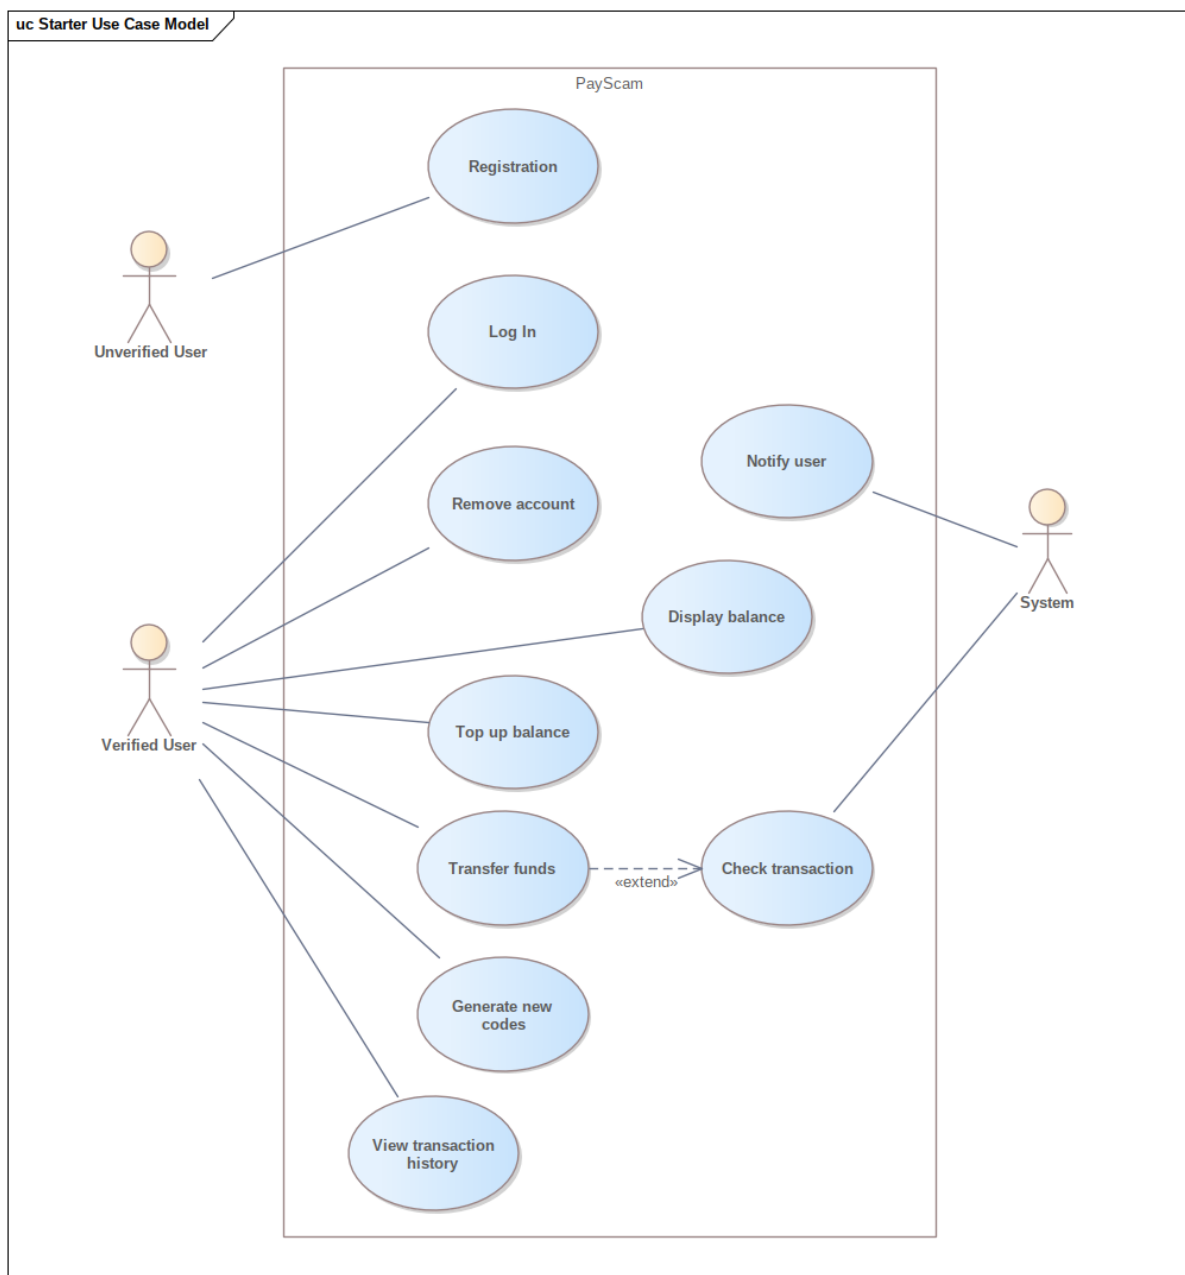 uc Starter Use Case Model
PayScam
Registration
Unverified User
Log In
Notify user
Remove account
System
Display balance
Verified User
Top up balance
Transfer funds
«extend»
Check transaction
Generate new
codes
View transaction
history